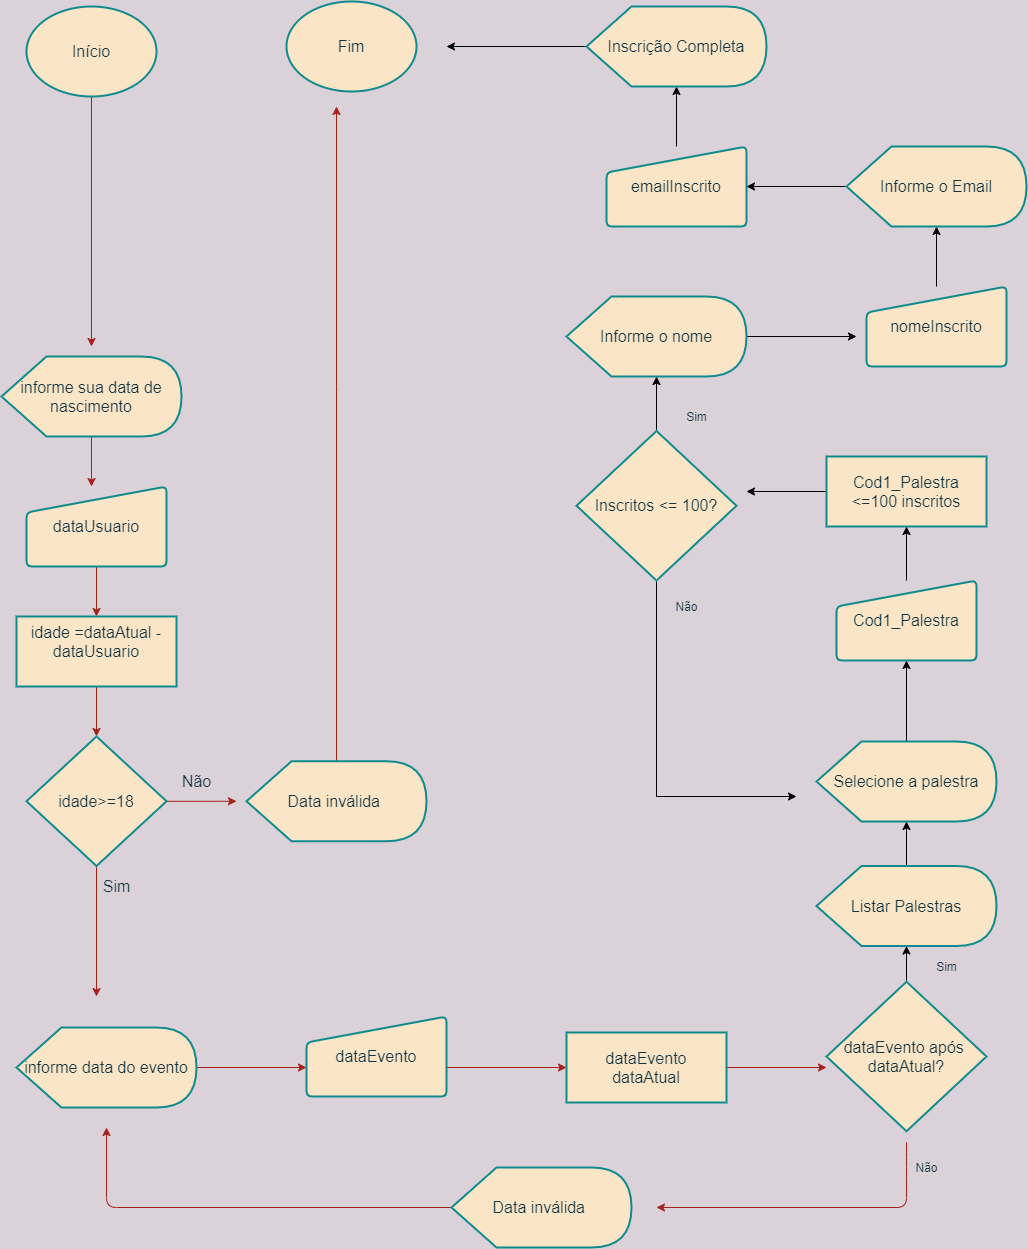 Início
Fim
Inscrição Completa
emailInscrito
Informe o Email
nomeInscrito
Informe o nome
Sim
informe sua data de
nascimento
Inscritos <= 100?
Cod1_Palestra
<=100 inscritos
dataUsuario
Não
Cod1_Palestra
idade =dataAtual -
dataUsuario
Selecione a palestra
idade>=18
Não
Data inválida
Sim
Listar Palestras
Sim
informe data do evento
dataEvento
dataEvento
dataAtual
dataEvento após
dataAtual?
Não
Data inválida